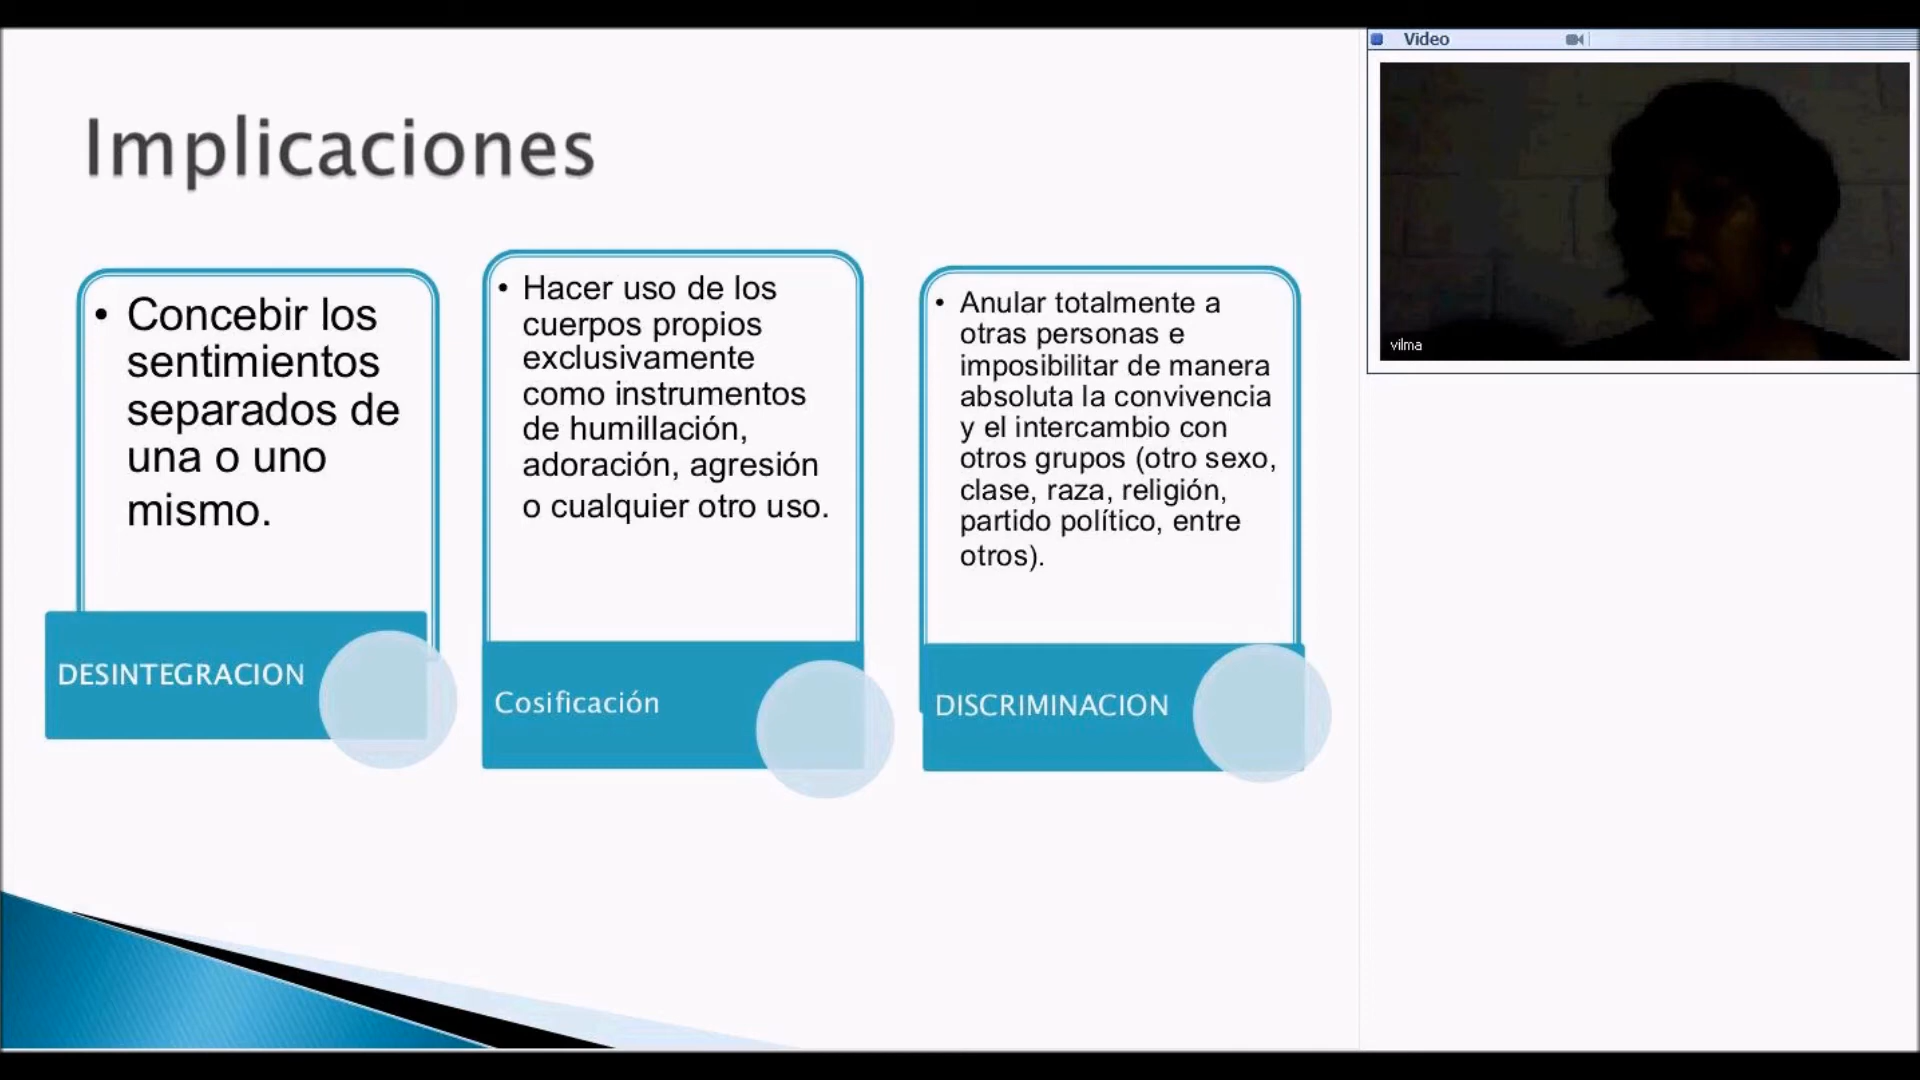 Implicaciones
• Concebir los
sentimientos
separados de
una o uno
mismo.
DESINTEGRACION
• Hacer uso de los
cuerpos propios
exclusivamente
como instrumentos
de humillación,
adoración, agresión
o cualquier otro uso.
Cosificación
• Anular totalmente a
otras personas e
imposibilitar de manera
absoluta la convivencia
y el intercambio con
otros grupos (otro sexo,
clase, raza, religión,
partido político, entre
otros).
DISCRIMINACION
Video
vilma